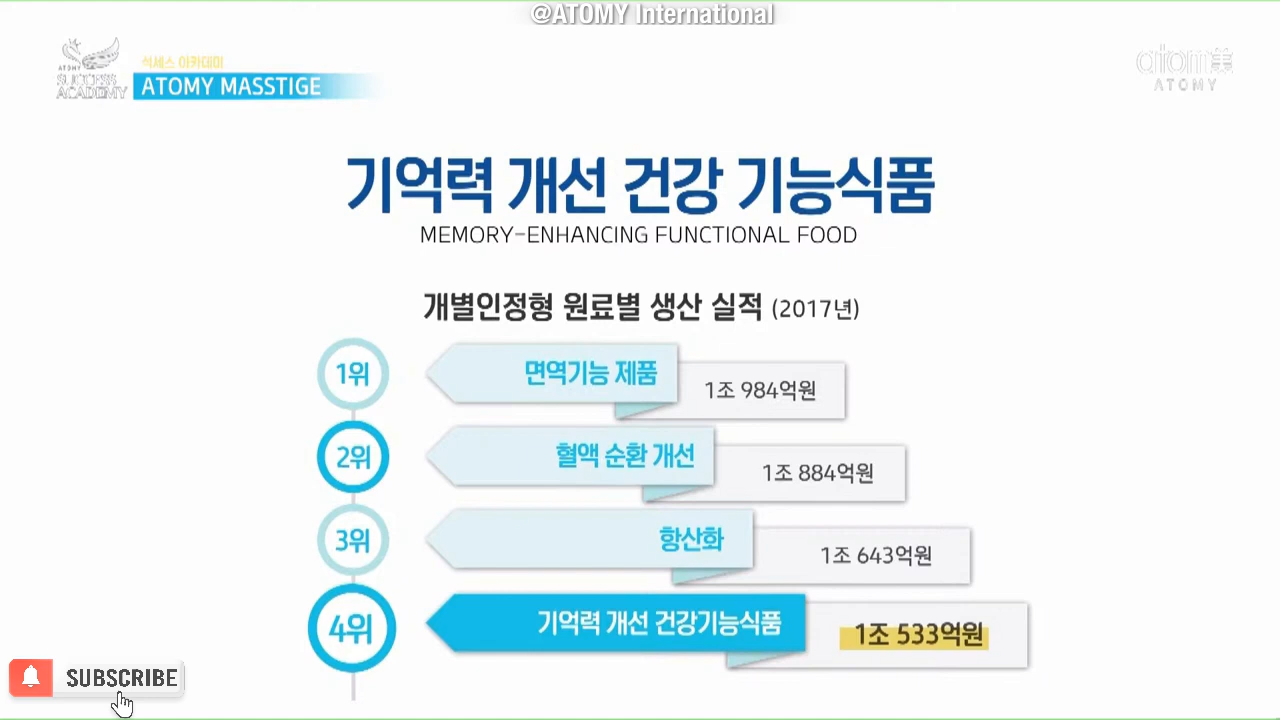 @ATOMY International
ATOMY
SUCCESS
ACADEMY
석세스 아카데미
ATOMY MASSTIGE
atom美
ATOMY
기억력 개선 건강 기능식품
MEMORY-ENHANCING FUNCTIONAL FOOD
개별인정형 원료별 생산 실적 (2017년)
1위 면역기능 제품 1조 984억원
2위 혈액 순환 개선 1조 884억원
3위 항산화 1조 643억원
4위 기억력 개선 건강기능식품 1조 533억원
SUBSCRIBE